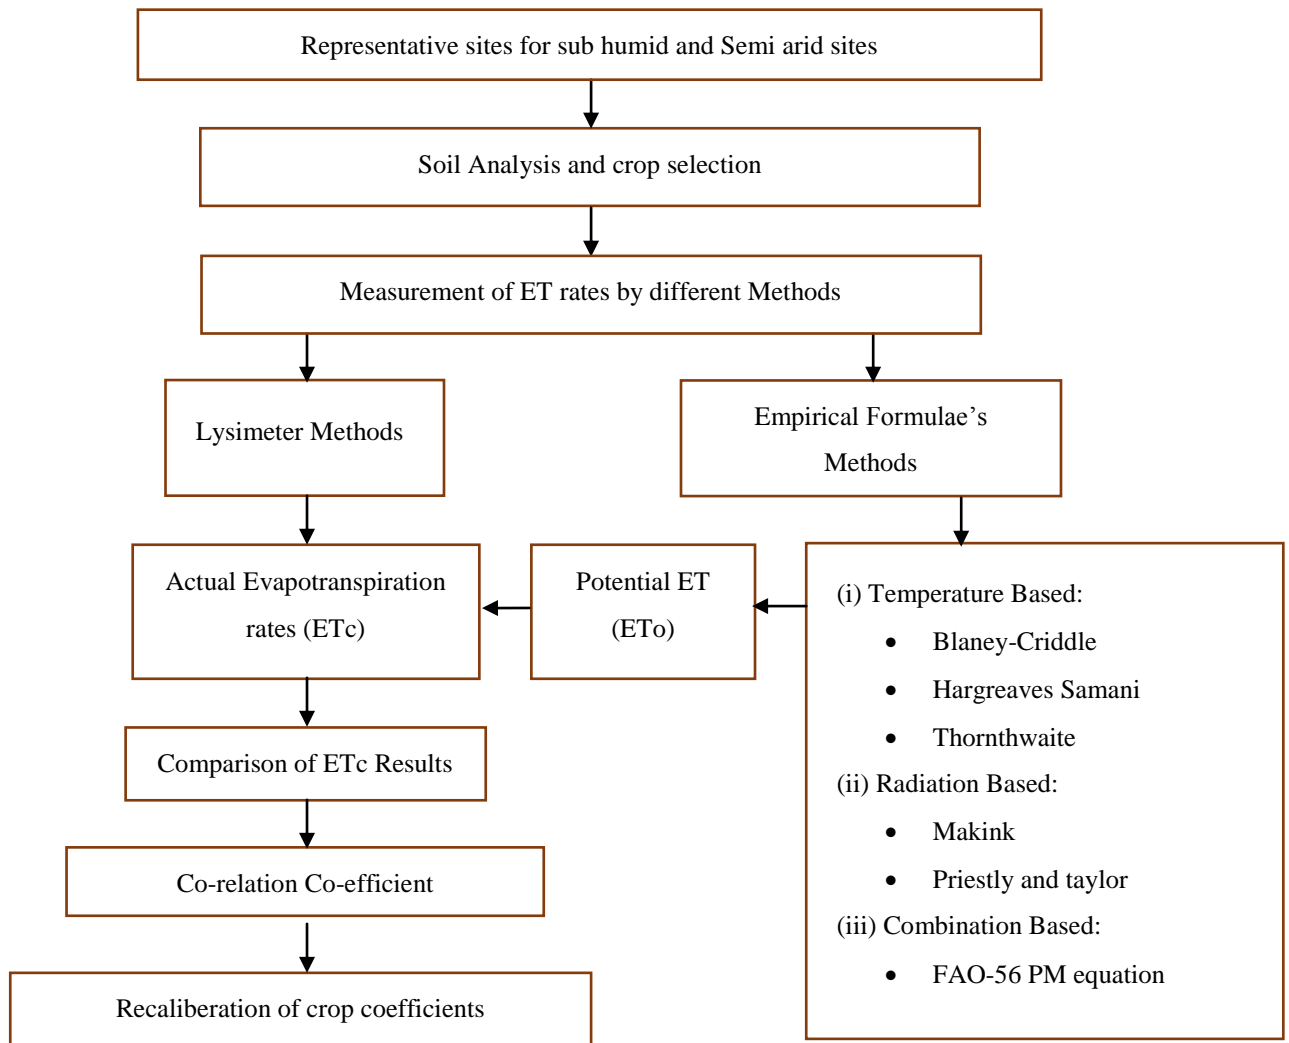 Representative sites for sub humid and Semi arid sites
Soil Analysis and crop selection
Measurement of ET rates by different Methods
Lysimeter Methods
Empirical Formulae’s
Methods
Actual Evapotranspiration
rates (ETc)
Potential ET
(ETo)
(i) Temperature Based:
• Blaney-Criddle
• Hargreaves Samani
• Thornthwaite
(ii) Radiation Based:
• Makink
• Priestly and taylor
(iii) Combination Based:
• FAO-56 PM equation
Comparison of ETc Results
Co-relation Co-efficient
Recaliberation of crop coefficients